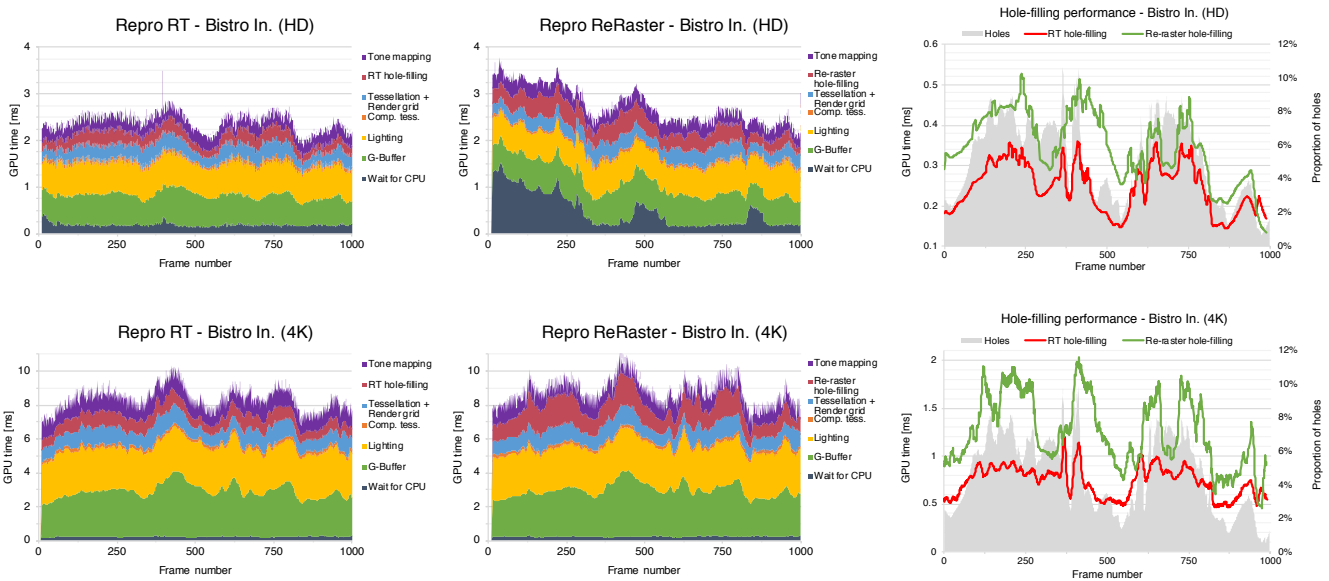 Repro RT - Bistro In. (HD)
4
3
2
1
0
GPU time [ms]
0
250
500
750
1000
Frame number
Tone mapping
RT hole-filling
Tessellation +
Render grid
Comp. tess.
Lighting
G-Buffer
Wait for CPU
Repro ReRaster - Bistro In. (HD)
4
3
2
1
0
GPU time [ms]
0
250
500
750
1000
Frame number
Tone mapping
Re-raster
hole-filling
Tessellation +
Render grid
Comp. tess.
Lighting
G-Buffer
Wait for CPU
Hole-filling performance - Bistro In. (HD)
Holes
RT hole-filling
Re-raster hole-filling
0.6
0.5
0.4
0.3
0.2
0.1
GPU time [ms]
12%
10%
8%
6%
4%
2%
0%
Proportion of holes
0
250
500
750
1000
Frame number
Repro RT - Bistro In. (4K)
10
8
6
4
2
0
GPU time [ms]
0
250
500
750
1000
Frame number
Tone mapping
RT hole-filling
Tessellation +
Render grid
Comp. tess.
Lighting
G-Buffer
Wait for CPU
Repro ReRaster - Bistro In. (4K)
10
8
6
4
2
0
GPU time [ms]
0
250
500
750
1000
Frame number
Tone mapping
Re-raster
hole-filling
Tessellation +
Render grid
Comp. tess.
Lighting
G-Buffer
Wait for CPU
Hole-filling performance - Bistro In. (4K)
Holes
RT hole-filling
Re-raster hole-filling
2
1.5
1
0.5
0
GPU time [ms]
12%
10%
8%
6%
4%
2%
0%
Proportion of holes
0
250
500
750
1000
Frame number